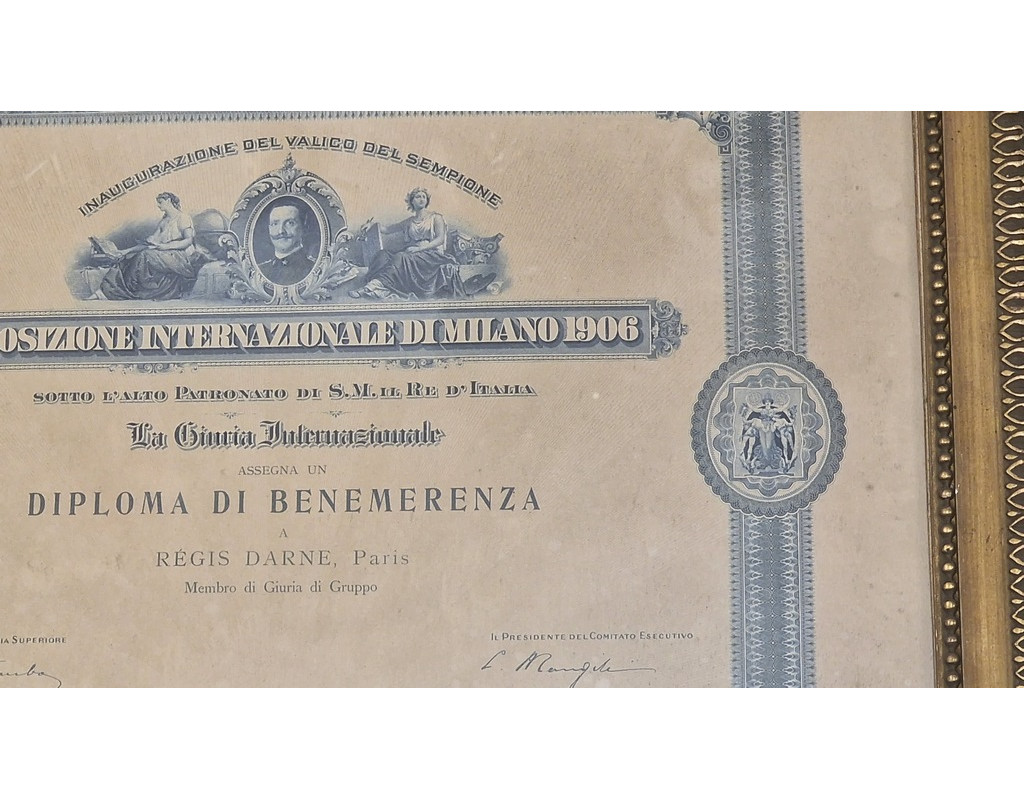 INAUGURAZIONE DEL VALICO DEL SEMPIONE
OSIZIONE INTERNAZIONALE DI MILANO 1906
SOTTO L'ALTO PATRONATO DI S.M. IL RE D'ITALIA
La Giuria Internazionale
ASSEGNA UN
DIPLOMA DI BENEMERENZA
A
RÉGIS DARNE, Paris
Membro di Giuria di Gruppo
IA SUPERIORE
IL PRESIDENTE DEL COMITATO ESECUTIVO